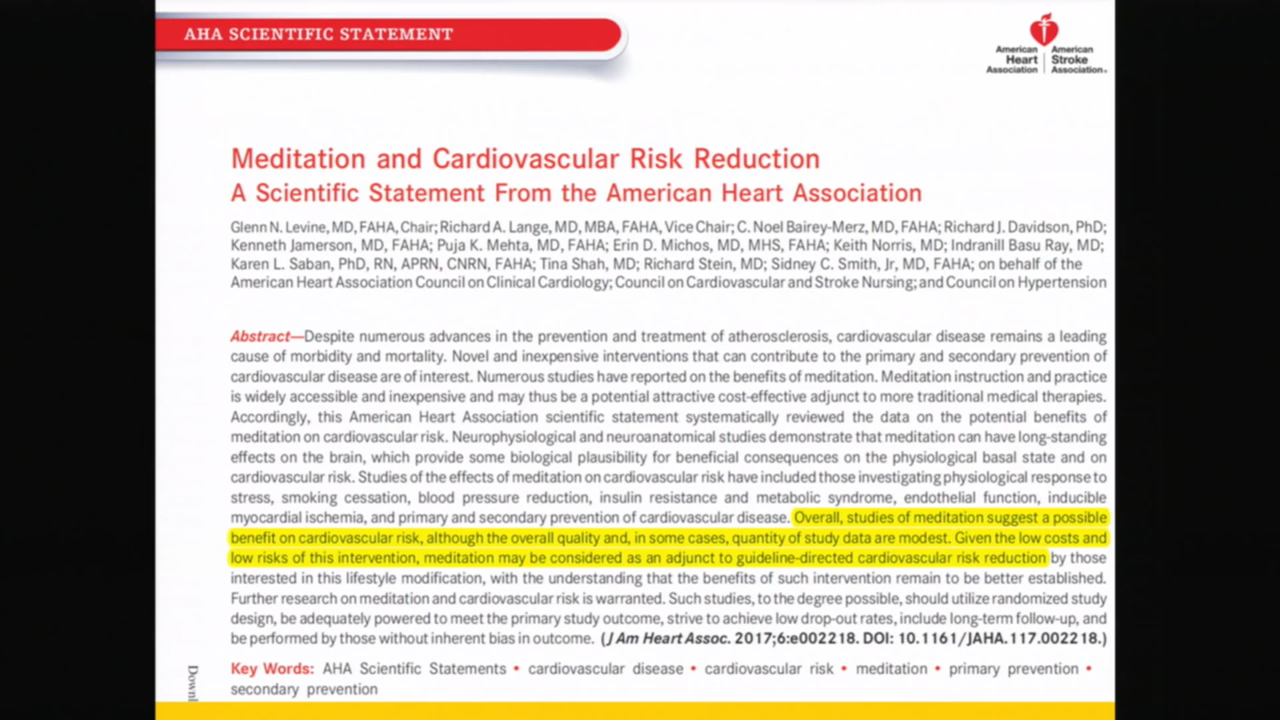 AHA SCIENTIFIC STATEMENT
American Heart Association
American Stroke Association®
Meditation and Cardiovascular Risk Reduction
A Scientific Statement From the American Heart Association
Glenn N. Levine, MD, FAHA, Chair; Richard A. Lange, MD, MBA, FAHA, Vice Chair; C. Noel Bairey-Merz, MD, FAHA; Richard J. Davidson, PhD;
Kenneth Jamerson, MD, FAHA; Puja K. Mehta, MD, FAHA; Erin D. Michos, MD, MHS, FAHA; Keith Norris, MD; Indranill Basu Ray, MD;
Karen L. Saban, PhD, RN, APRN, CNRN, FAHA; Tina Shah, MD; Richard Stein, MD; Sidney C. Smith, Jr, MD, FAHA; on behalf of the
American Heart Association Council on Clinical Cardiology; Council on Cardiovascular and Stroke Nursing; and Council on Hypertension
Abstract—Despite numerous advances in the prevention and treatment of atherosclerosis, cardiovascular disease remains a leading
cause of morbidity and mortality. Novel and inexpensive interventions that can contribute to the primary and secondary prevention of
cardiovascular disease are of interest. Numerous studies have reported on the benefits of meditation. Meditation instruction and practice
is widely accessible and inexpensive and may thus be a potential attractive cost-effective adjunct to more traditional medical therapies.
Accordingly, this American Heart Association scientific statement systematically reviewed the data on the potential benefits of
meditation on cardiovascular risk. Neurophysiological and neuroanatomical studies demonstrate that meditation can have long-standing
effects on the brain, which provide some biological plausibility for beneficial consequences on the physiological basal state and on
cardiovascular risk. Studies of the effects of meditation on cardiovascular risk have included those investigating physiological response to
stress, smoking cessation, blood pressure reduction, insulin resistance and metabolic syndrome, endothelial function, inducible
myocardial ischemia, and primary and secondary prevention of cardiovascular disease. Overall, studies of meditation suggest a possible
benefit on cardiovascular risk, although the overall quality and, in some cases, quantity of study data are modest. Given the low costs and
low risks of this intervention, meditation may be considered as an adjunct to guideline-directed cardiovascular risk reduction by those
interested in this lifestyle modification, with the understanding that the benefits of such intervention remain to be better established.
Further research on meditation and cardiovascular risk is warranted. Such studies, to the degree possible, should utilize randomized study
design, be adequately powered to meet the primary study outcome, strive to achieve low drop-out rates, include long-term follow-up, and
be performed by those without inherent bias in outcome. (J Am Heart Assoc. 2017;6:e002218. DOI: 10.1161/JAHA.117.002218.)
Key Words: AHA Scientific Statements • cardiovascular disease • cardiovascular risk • meditation • primary prevention •
secondary prevention
Downl